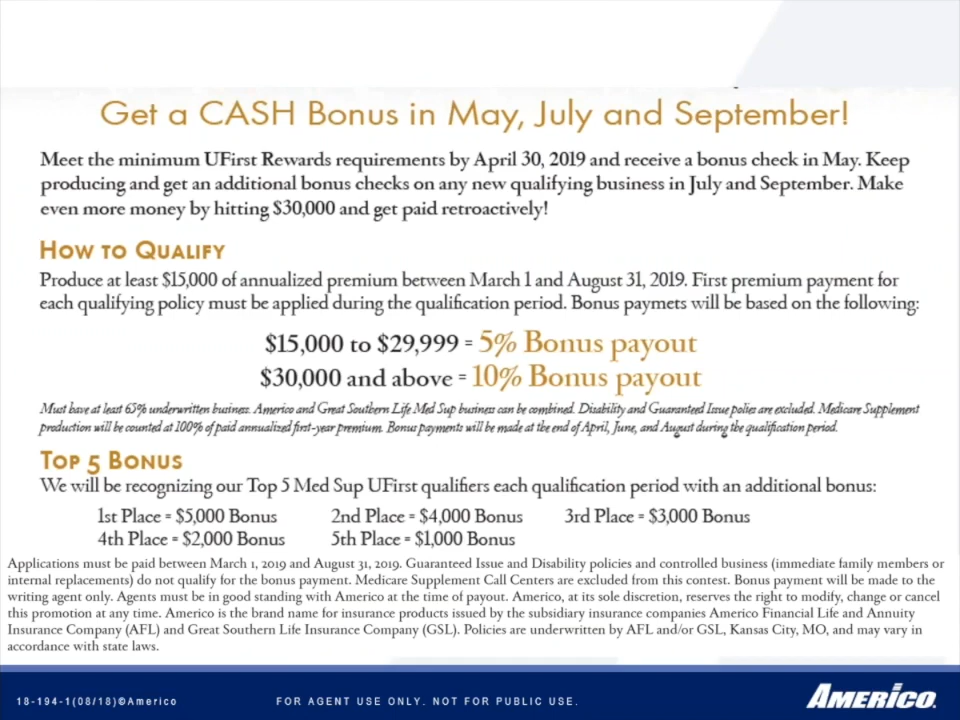 Get a CASH Bonus in May, July and September!
Meet the minimum UFirst Rewards requirements by April 30, 2019 and receive a bonus check in May. Keep
producing and get an additional bonus checks on any new qualifying business in July and September. Make
even more money by hitting $30,000 and get paid retroactively!
How to Qualify
Produce at least $15,000 of annualized premium between March 1 and August 31, 2019. First premium payment for
each qualifying policy must be applied during the qualification period. Bonus paymets will be based on the following:
$15,000 to $29,999 = 5% Bonus payout
$30,000 and above = 10% Bonus payout
Must have at least 65% underwritten business. Americo and Great Southern Life Med Sup business can be combined. Disability and Guaranteed Issue polies are excluded. Medicare Supplement
production will be counted at 100% of paid annualized first-year premium. Bonus payments will be made at the end of April, June, and August during the qualification period.
Top 5 Bonus
We will be recognizing our Top 5 Med Sup UFirst qualifiers each qualification period with an additional bonus:
1st Place = $5,000 Bonus 2nd Place = $4,000 Bonus 3rd Place = $3,000 Bonus
4th Place = $2,000 Bonus 5th Place = $1,000 Bonus
Applications must be paid between March 1, 2019 and August 31, 2019. Guaranteed Issue and Disability policies and controlled business (immediate family members or
internal replacements) do not qualify for the bonus payment. Medicare Supplement Call Centers are excluded from this contest. Bonus payment will be made to the
writing agent only. Agents must be in good standing with Americo at the time of payout. Americo, at its sole discretion, reserves the right to modify, change or cancel
this promotion at any time. Americo is the brand name for insurance products issued by the subsidiary insurance companies Americo Financial Life and Annuity
Insurance Company (AFL) and Great Southern Life Insurance Company (GSL). Policies are underwritten by AFL and/or GSL, Kansas City, MO, and may vary in
accordance with state laws.
18-194-1(08/18)©Americo FOR AGENT USE ONLY. NOT FOR PUBLIC USE. AMERICO.